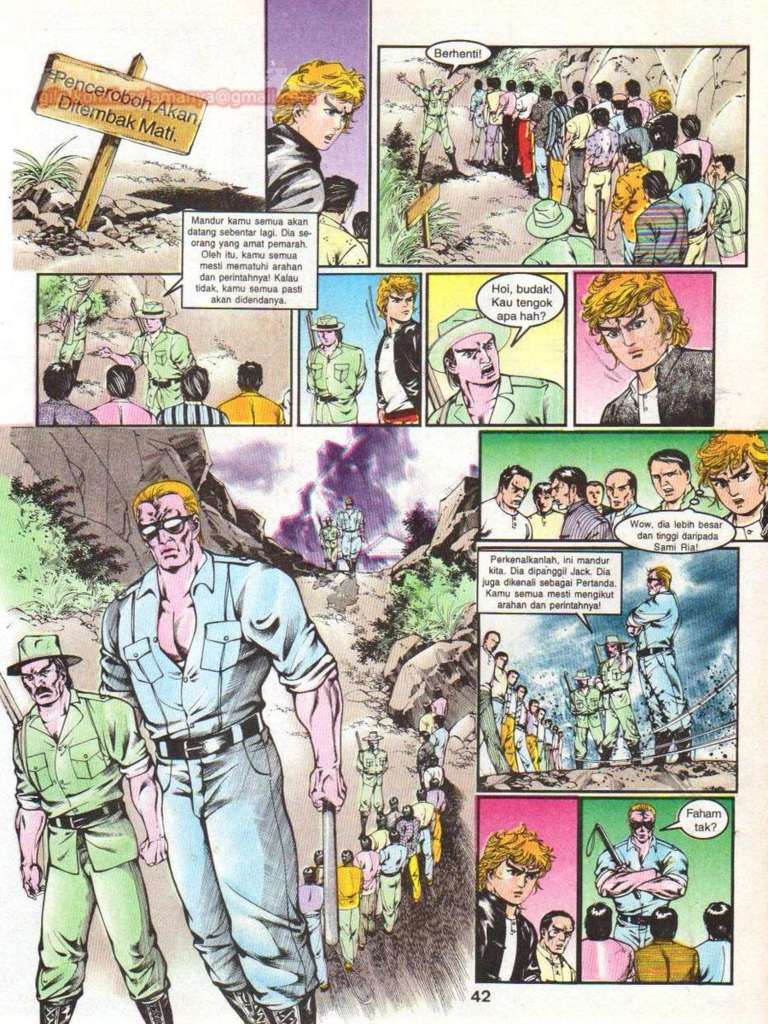 Penceroboh Akan
Ditembak Mati.
Berhenti!
Mandur kamu semua akan
datang sebentar lagi. Dia se-
orang yang amat pemarah.
Oleh itu, kamu semua
mesti mematuhi arahan
dan perintahnya! Kalau
tidak, kamu semua pasti
akan didendanya.
Hoi, budak!
Kau tengok
apa hah?
Wow, dia lebih besar
dan tinggi daripada
Sami Ria!
Perkenalkanlah, ini mandur
kita. Dia dipanggil Jack. Dia
juga dikenali sebagai Pertanda.
Kamu semua mesti mengikut
arahan dan perintahnya!
Faham
tak?
42